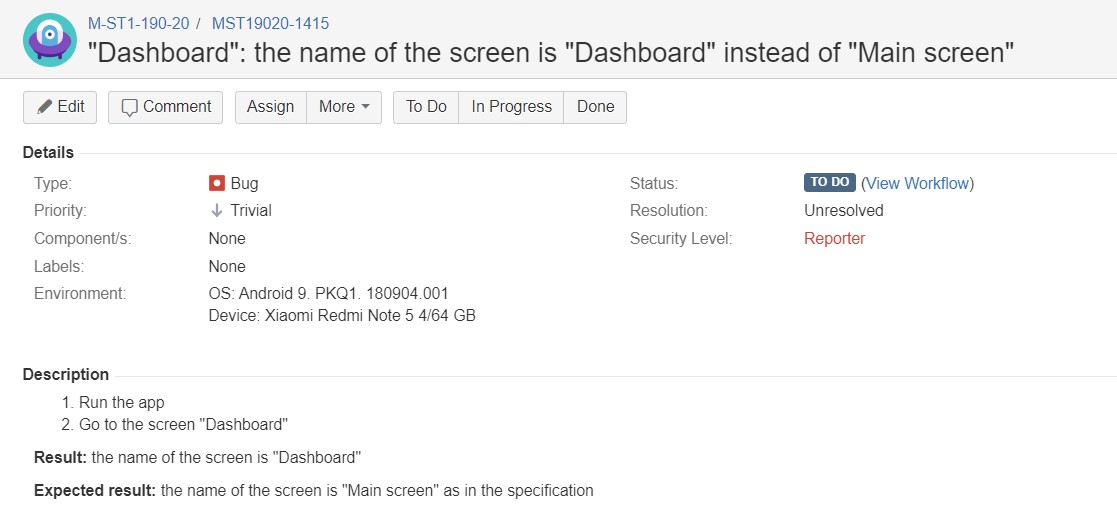 M-ST1-190-20 / MST19020-1415
"Dashboard": the name of the screen is "Dashboard" instead of "Main screen"
Edit Comment Assign More To Do In Progress Done
Details
Type: Bug Status: TO DO (View Workflow)
Priority: Trivial Resolution: Unresolved
Component/s: None Security Level: Reporter
Labels: None
Environment: OS: Android 9. PKQ1. 180904.001
Device: Xiaomi Redmi Note 5 4/64 GB
Description
1. Run the app
2. Go to the screen "Dashboard"
Result: the name of the screen is "Dashboard"
Expected result: the name of the screen is "Main screen" as in the specification